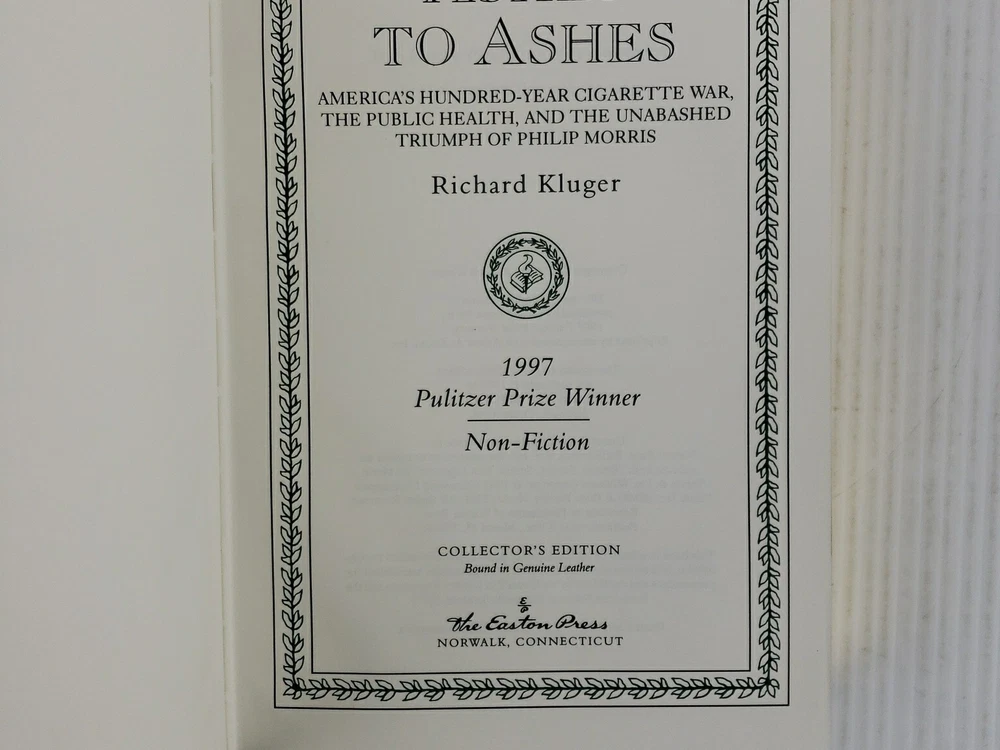 TO ASHES
AMERICA'S HUNDRED-YEAR CIGARETTE WAR,
THE PUBLIC HEALTH, AND THE UNABASHED
TRIUMPH OF PHILIP MORRIS
Richard Kluger
1997
Pulitzer Prize Winner
Non-Fiction
COLLECTOR'S EDITION
Bound in Genuine Leather
E/P
The Easton Press
NORWALK, CONNECTICUT